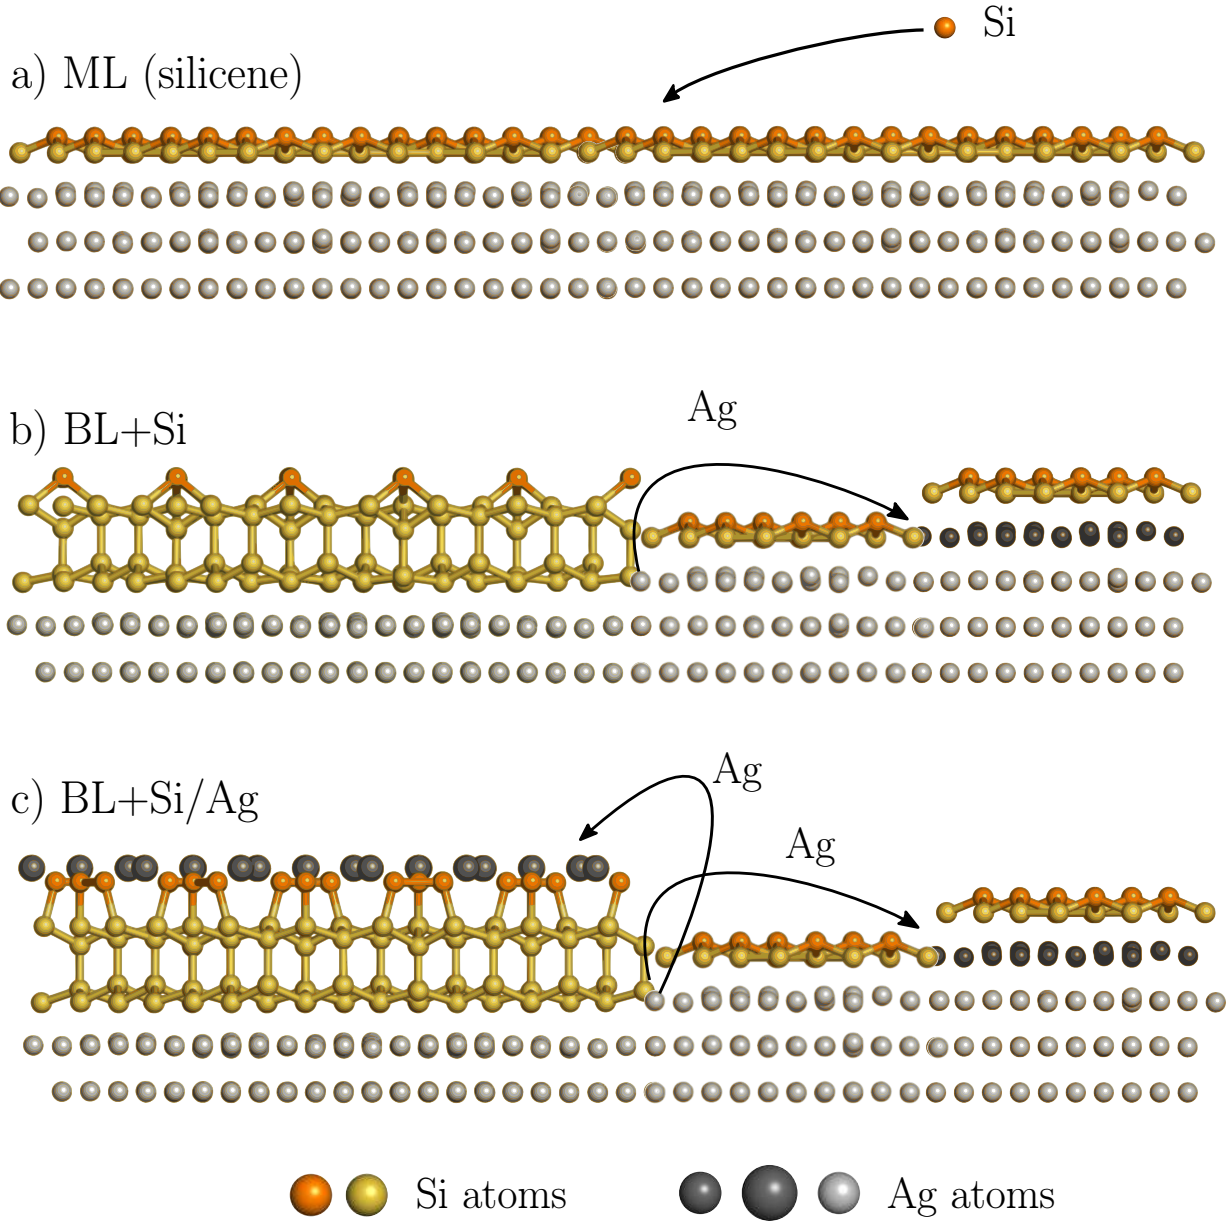 Si
a) ML (silicene)
Ag
b) BL+Si
Ag
c) BL+Si/Ag
Ag
Si atoms
Ag atoms